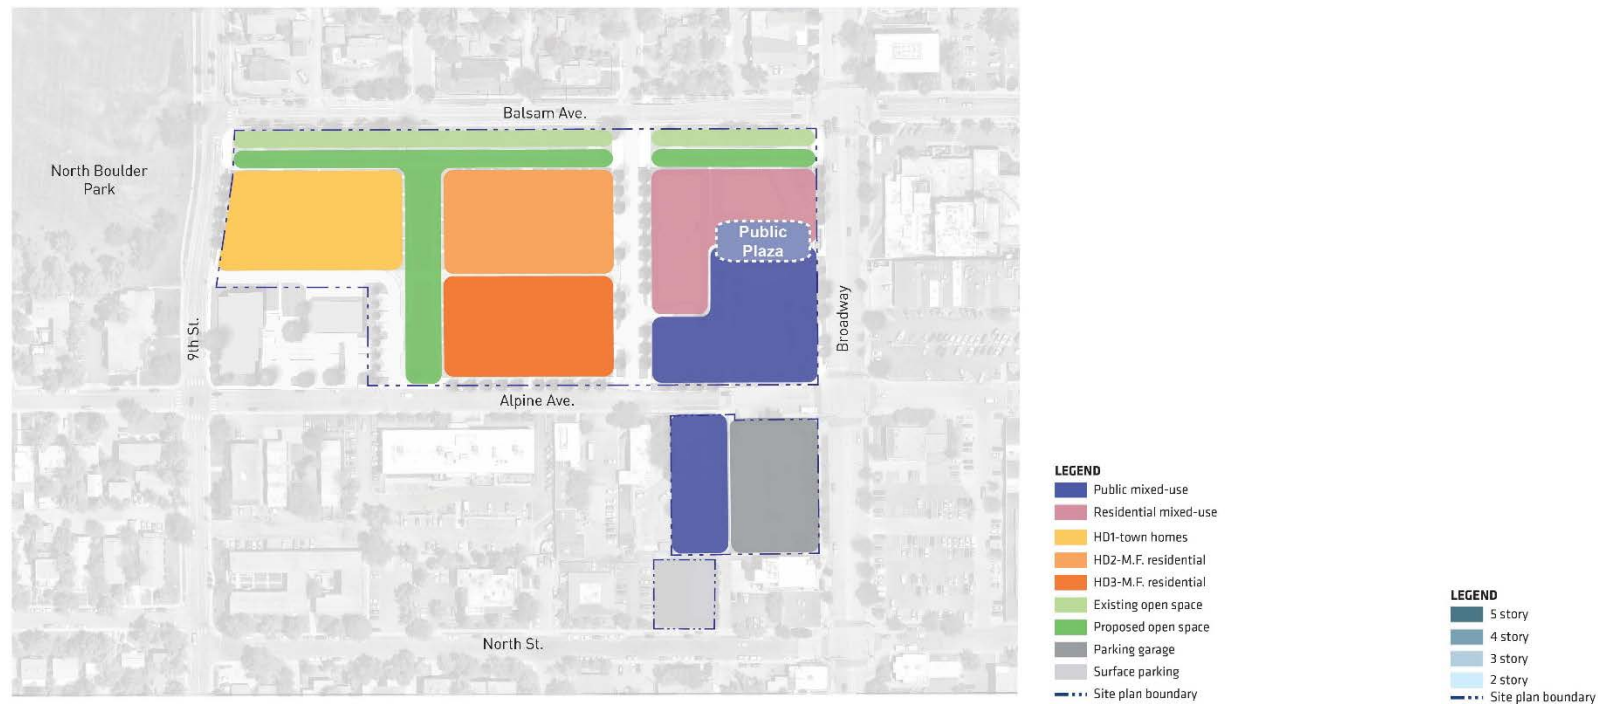 Balsam Ave.
North Boulder
Park
Public
Plaza
9th St.
Broadway
Alpine Ave.
North St.
LEGEND
Public mixed-use
Residential mixed-use
HD1-town homes
HD2-M.F. residential
HD3-M.F. residential
Existing open space
Proposed open space
Parking garage
Surface parking
Site plan boundary
LEGEND
5 story
4 story
3 story
2 story
Site plan boundary